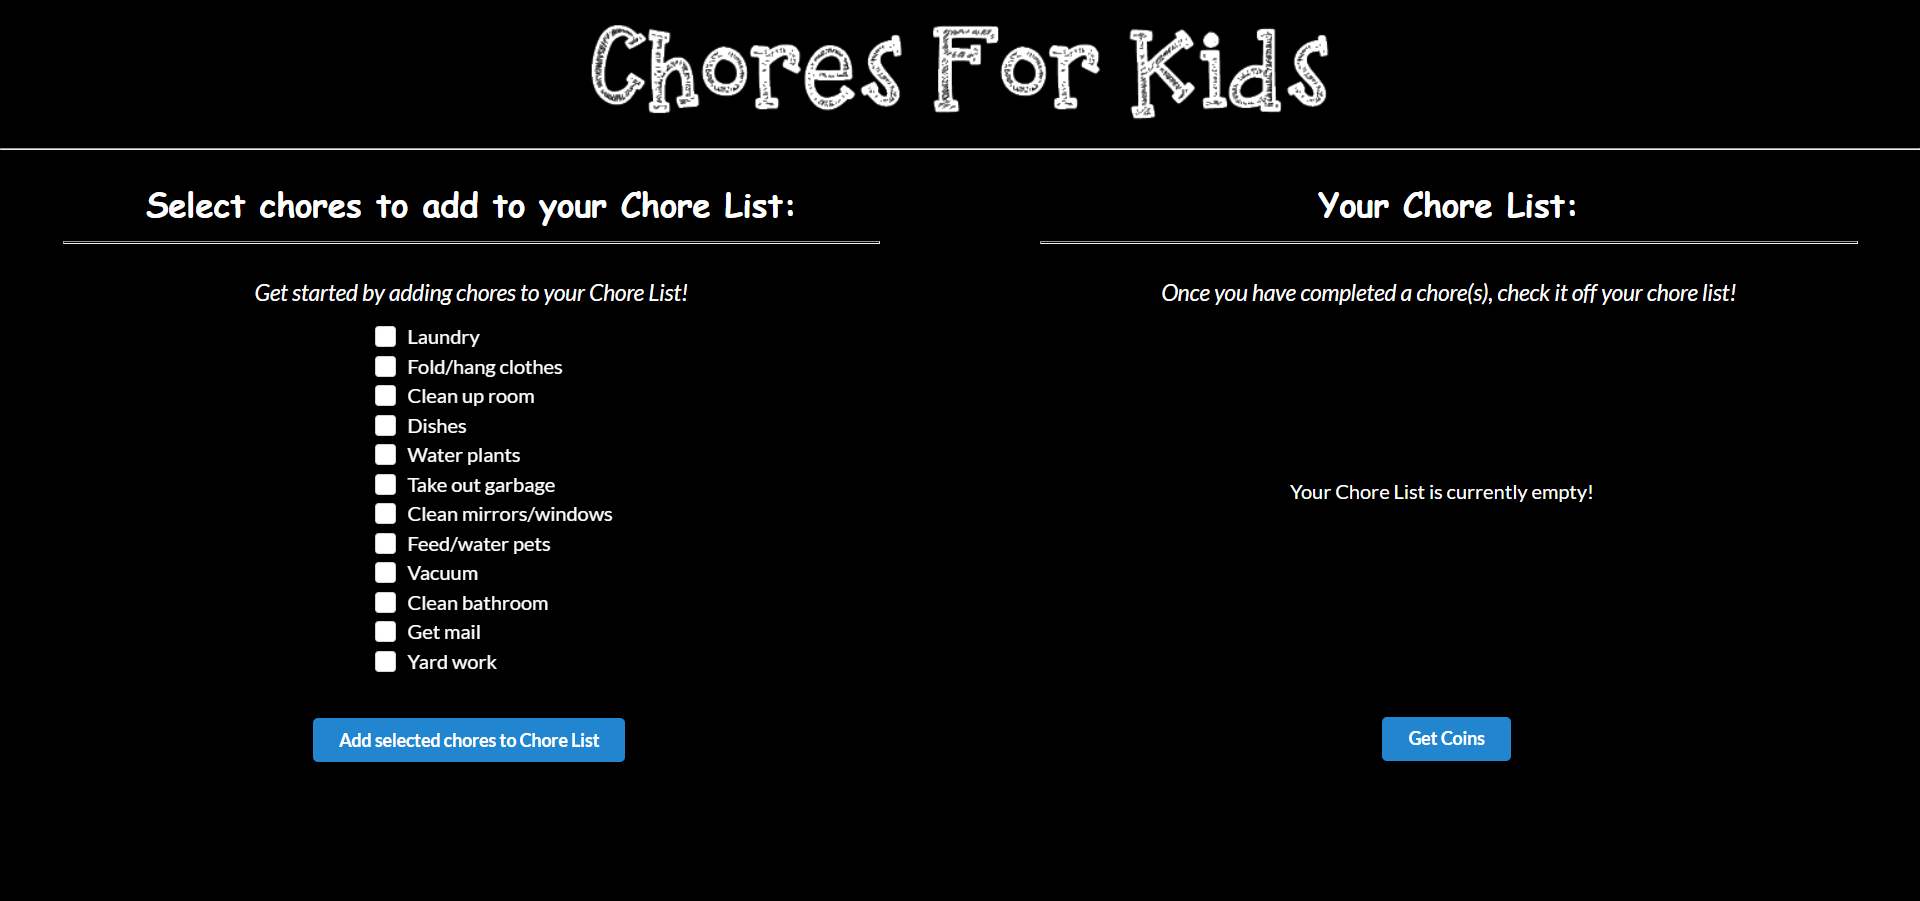 Chores For Kids
Select chores to add to your Chore List:
Get started by adding chores to your Chore List!
Laundry
Fold/hang clothes
Clean up room
Dishes
Water plants
Take out garbage
Clean mirrors/windows
Feed/water pets
Vacuum
Clean bathroom
Get mail
Yard work
Add selected chores to Chore List
Your Chore List:
Once you have completed a chore(s), check it off your chore list!
Your Chore List is currently empty!
Get Coins